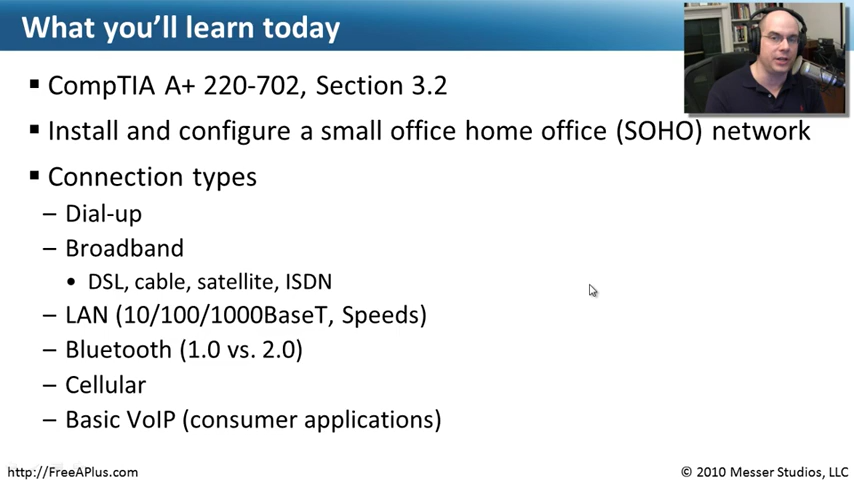 What you'll learn today
▪ CompTIA A+ 220-702, Section 3.2
▪ Install and configure a small office home office (SOHO) network
▪ Connection types
– Dial-up
– Broadband
• DSL, cable, satellite, ISDN
– LAN (10/100/1000BaseT, Speeds)
– Bluetooth (1.0 vs. 2.0)
– Cellular
– Basic VoIP (consumer applications)
http://FreeAPlus.com
© 2010 Messer Studios, LLC